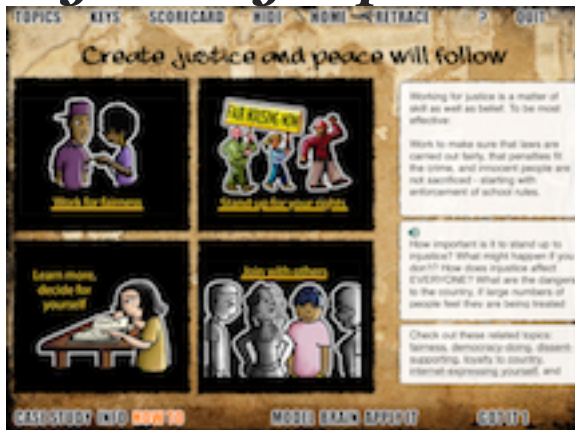 TOPICS KEYS SCORECARD HIDE HOME RETRACE ? QUIT
Create justice and peace will follow
FAIR HOUSING NOW!
Work for fairness
Stand up for your rights
Learn more,
decide for
yourself
Join with others
Working for justice is a matter of
skill as well as belief. To be most
effective:
Work to make sure that laws are
carried out fairly, that penalties fit
the crime, and innocent people are
not sacrificed - starting with
enforcement of school rules.
How important is it to stand up to
injustice? What might happen if you
don't? How does injustice affect
EVERYONE? What are the dangers
to the country, if large numbers of
people feel they are being treated
Check out these related topics:
fairness, democracy-doing, dissent-
supporting, loyalty to country,
internet-expressing yourself, and
CASE STUDY INFO HOW TO MODEL BRAIN APPLY IT GOT IT!